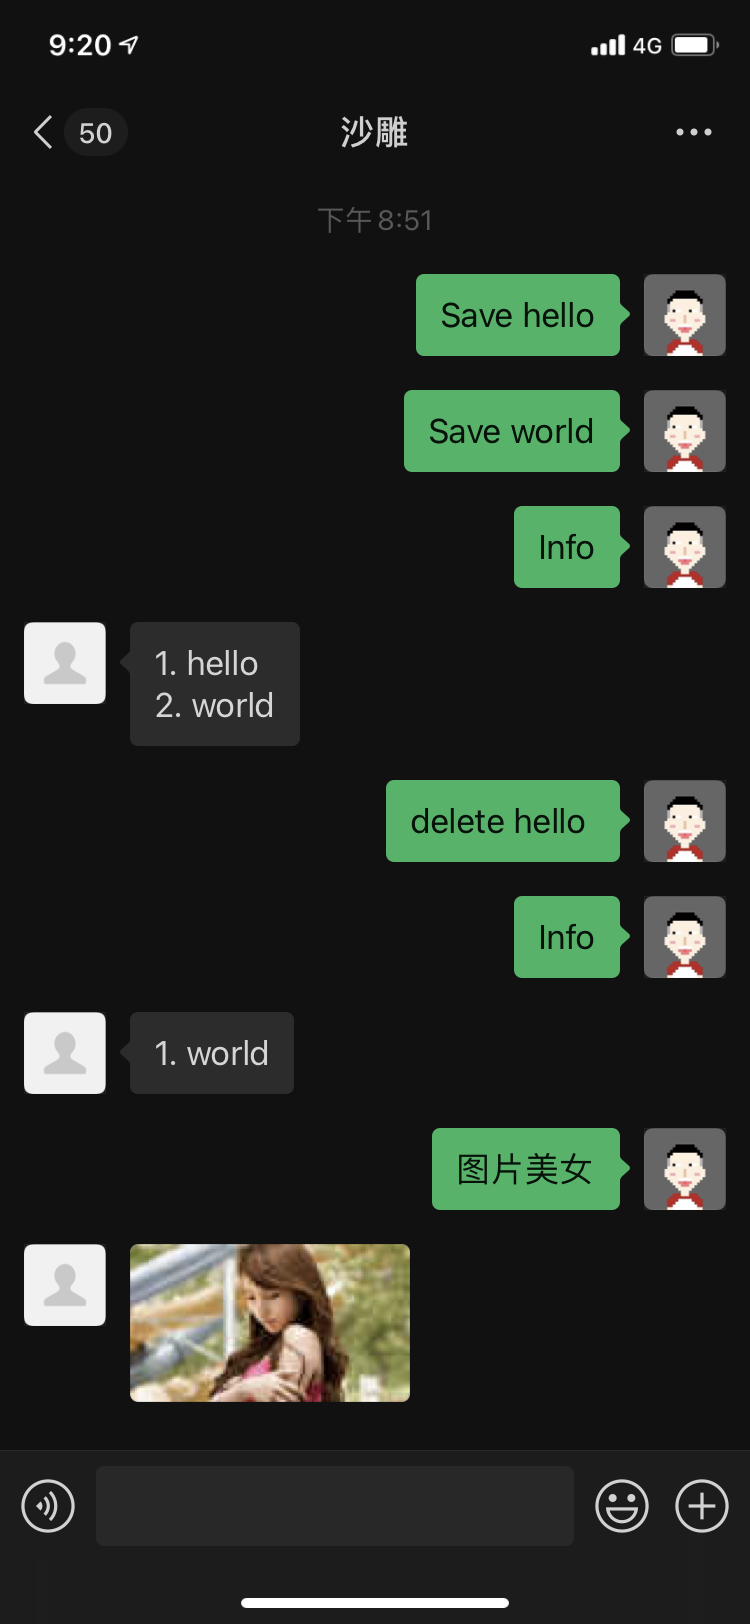 9:20
4G
50
沙雕
下午 8:51
Save hello
Save world
Info
1. hello
2. world
delete hello
Info
1. world
图片美女